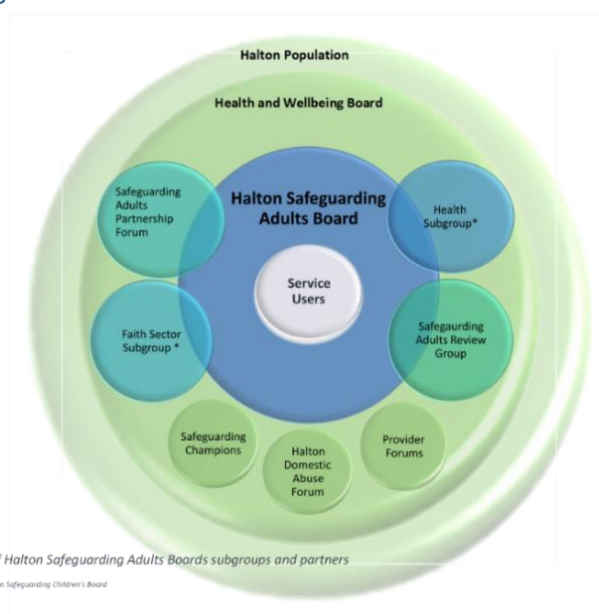 Halton Population
Health and Wellbeing Board
Safeguarding
Adults
Partnership
Forum
Halton Safeguarding
Adults Board
Health
Subgroup*
Service
Users
Faith Sector
Subgroup *
Safegaurding
Adults Review
Group
Safeguarding
Champions
Halton
Domestic
Abuse
Forum
Provider
Forums
Halton Safeguarding Adults Boards subgroups and partners
Safeguarding Children's Board